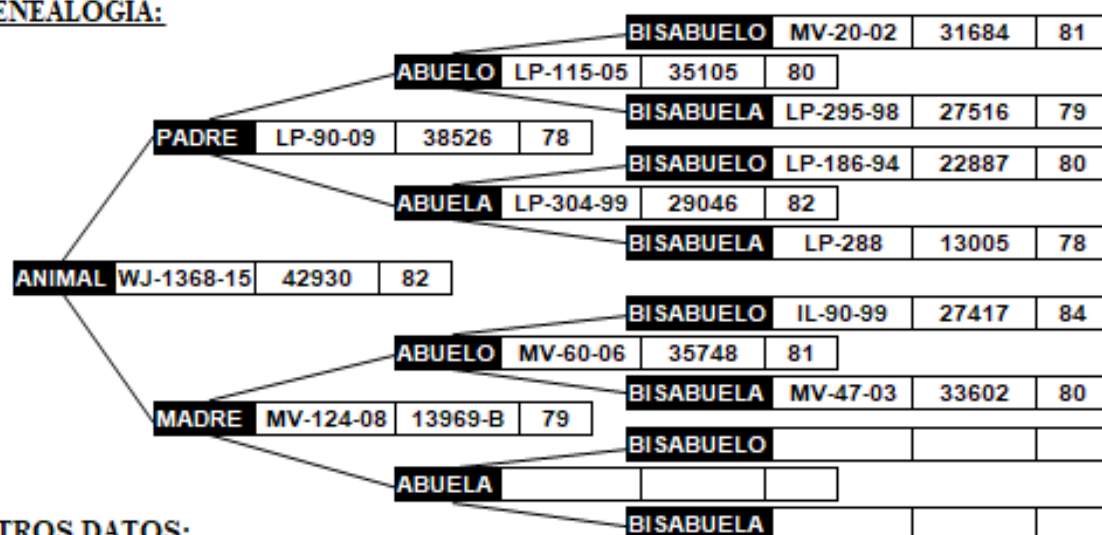 ENEALOGIA:
BISABUELO MV-20-02 31684 81
ABUELO LP-115-05 35105 80
BISABUELA LP-295-98 27516 79
PADRE LP-90-09 38526 78
BISABUELO LP-186-94 22887 80
ABUELA LP-304-99 29046 82
BISABUELA LP-288 13005 78
ANIMAL WJ-1368-15 42930 82
BISABUELO IL-90-99 27417 84
ABUELO MV-60-06 35748 81
BISABUELA MV-47-03 33602 80
MADRE MV-124-08 13969-B 79
BISABUELO
ABUELA
BISABUELA
TROS DATOS: